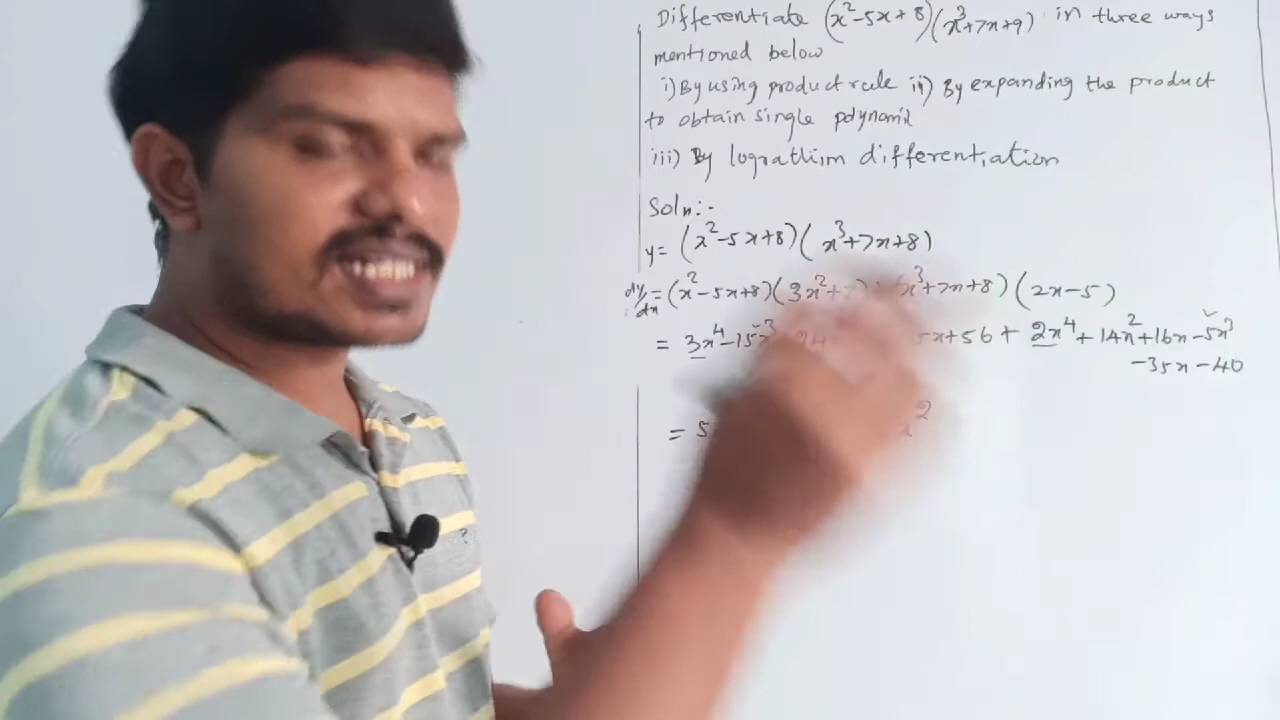 Differentiate (x²-5x+8)(x³+7x+9) in three ways
mentioned below
i) By using product rule ii) By expanding the product
to obtain single polynomial
iii) By lograthim differentiation
Soln:-
y= (x²-5x+8)(x³+7x+8)
dy/dx = (x²-5x+8)(3x²+7) x³+7x+8)(2x-5)
= 3x⁴-15x³ 24 5x+56+2x⁴+14x²+16x-5x³
-35x-40
= 5 x²